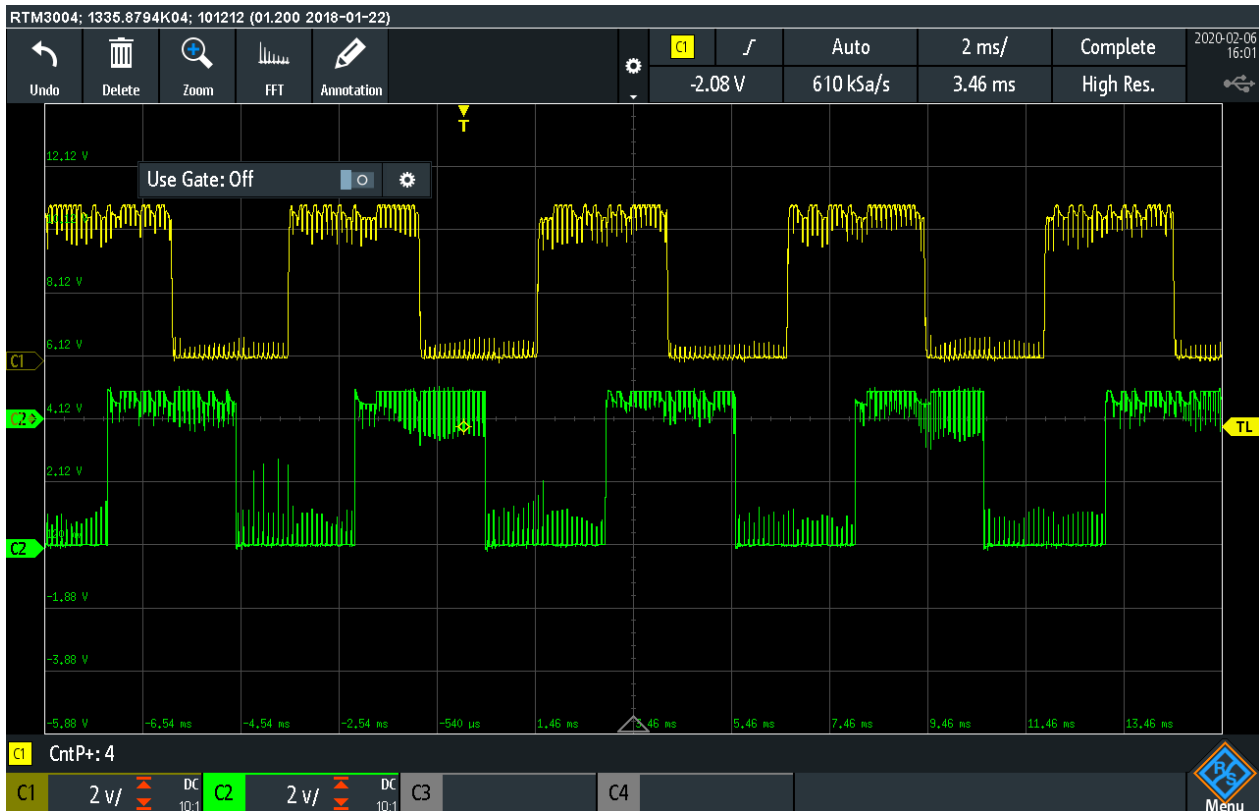 RTM3004; 1335.8794K04; 101212 (01.200 2018-01-22)
Undo Delete Zoom FFT Annotation
C1 Auto 2 ms/ Complete 2020-02-06
-2.08 V 610 kSa/s 3.46 ms High Res. 16:01
T
12,12 V
Use Gate: Off
8,12 V
6,12 V
C1
4,12 V
C2
TL
2,12 V
C2
-1,88 V
-3,88 V
-5,88 V -6,54 ms -4,54 ms -2,54 ms -540 µs 1,46 ms 3,46 ms 5,46 ms 7,46 ms 9,46 ms 11,46 ms 13,46 ms
C1 CntP+: 4
C1 2 V/ DC 10:1 C2 2 V/ DC 10:1 C3 C4
R S
Menu